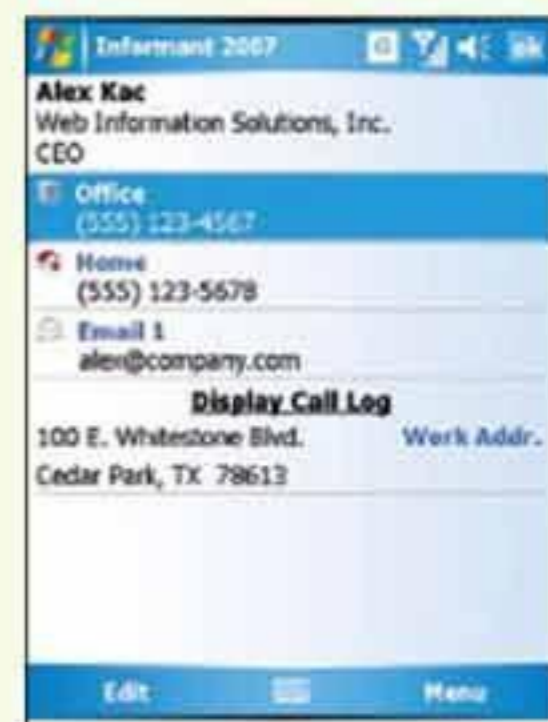 Informant 2007
ok
Alex Kac
Web Information Solutions, Inc.
CEO
Office
(555) 123-4567
Home
(555) 123-5678
Email 1
alex@company.com
Display Call Log
100 E. Whitestone Blvd. Work Addr.
Cedar Park, TX 78613
Edit Menu